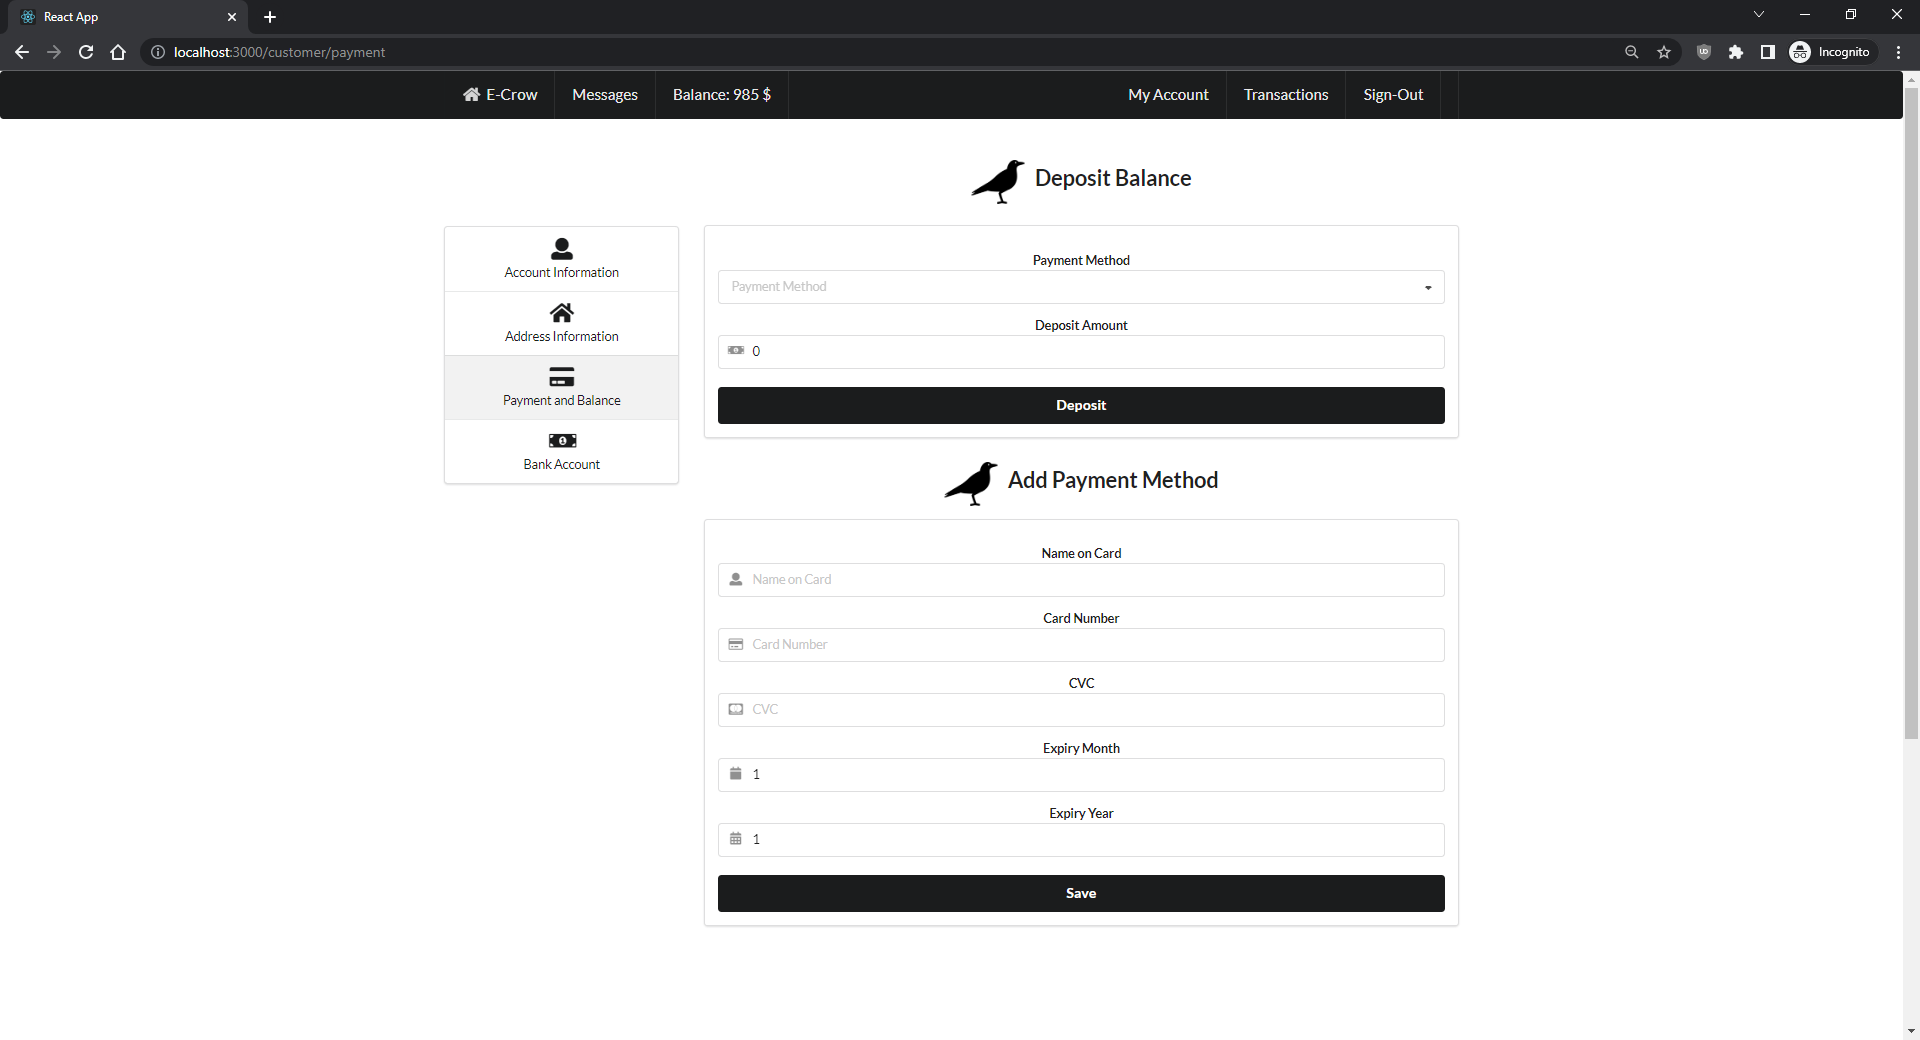 React App
localhost:3000/customer/payment
Incognito
E-Crow
Messages
Balance: 985 $
My Account
Transactions
Sign-Out
Deposit Balance
Account Information
Address Information
Payment and Balance
Bank Account
Payment Method
Payment Method
Deposit Amount
0
Deposit
Add Payment Method
Name on Card
Name on Card
Card Number
Card Number
CVC
CVC
Expiry Month
1
Expiry Year
1
Save